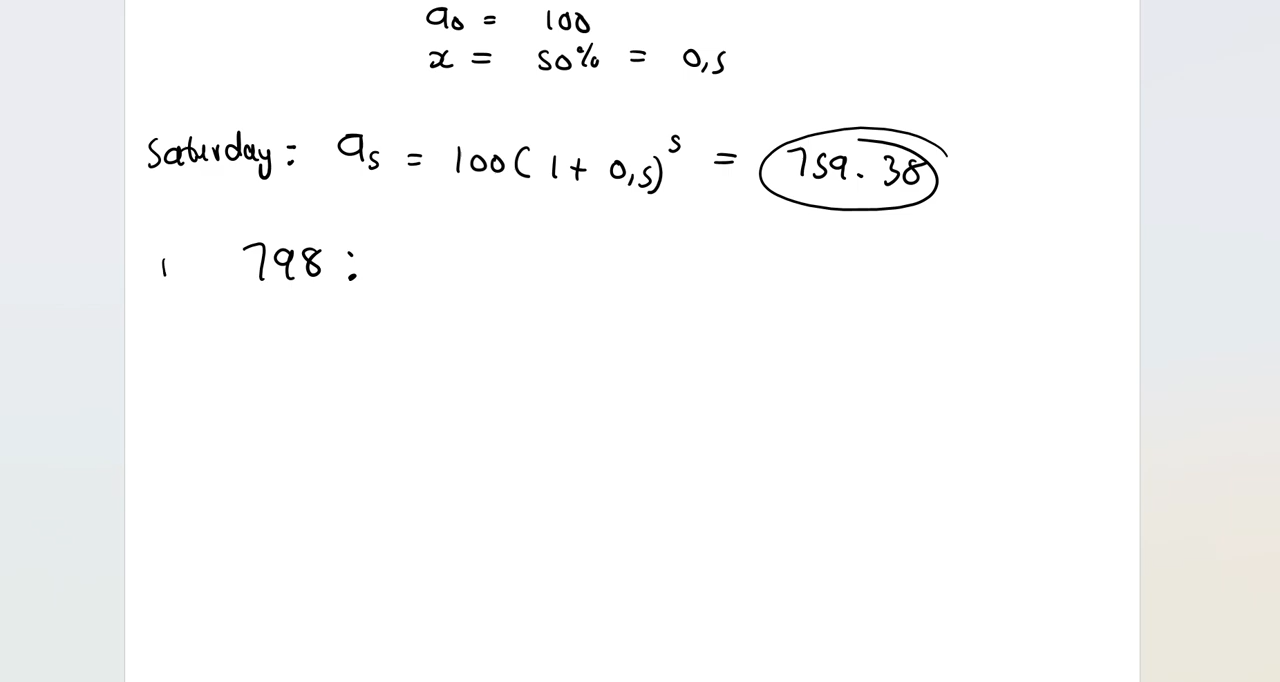 a₀ = 100
x = 50% = 0,5
Saturday: a₅ = 100(1 + 0,5)⁵ = 759.38
798: